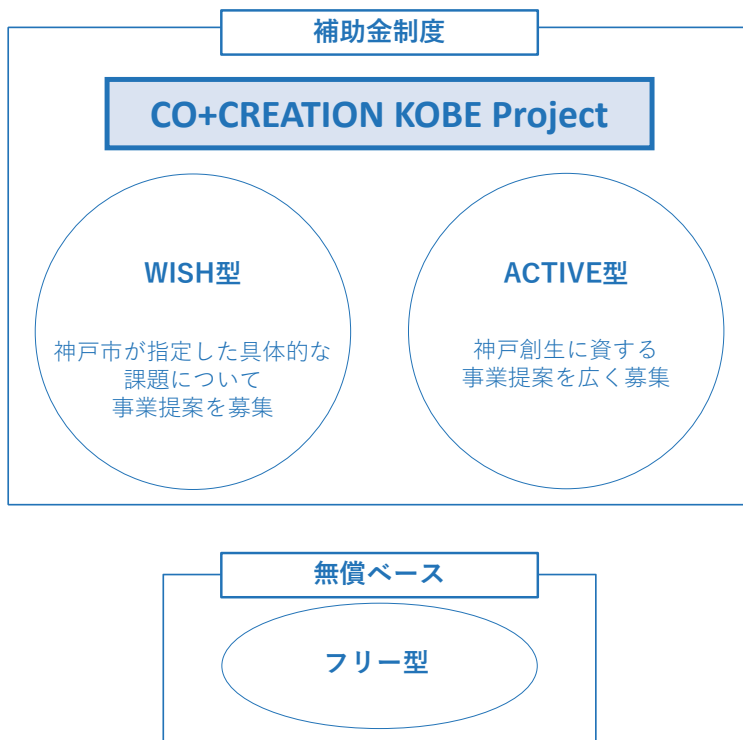 補助金制度
CO+CREATION KOBE Project
WISH型
神戸市が指定した具体的な
課題について
事業提案を募集
ACTIVE型
神戸創生に資する
事業提案を広く募集
無償ベース
フリー型